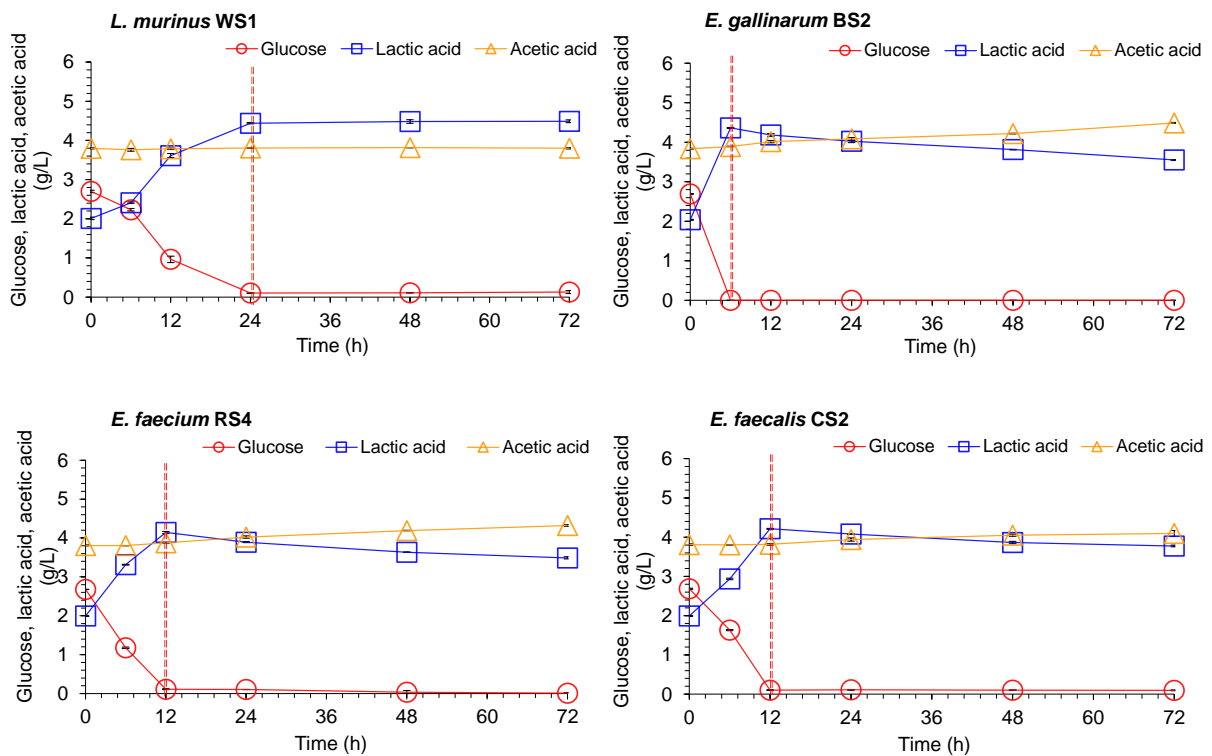 L. murinus WS1
Glucose Lactic acid Acetic acid
Glucose, lactic acid, acetic acid
(g/L)
6
5
4
3
2
1
0
0 12 24 36 48 60 72
Time (h)
E. gallinarum BS2
Glucose Lactic acid Acetic acid
Glucose, lactic acid, acetic acid
(g/L)
6
5
4
3
2
1
0
0 12 24 36 48 60 72
Time (h)
E. faecium RS4
Glucose Lactic acid Acetic acid
Glucose, lactic acid, acetic acid
(g/L)
6
5
4
3
2
1
0
0 12 24 36 48 60 72
Time (h)
E. faecalis CS2
Glucose Lactic acid Acetic acid
Glucose, lactic acid, acetic acid
(g/L)
6
5
4
3
2
1
0
0 12 24 36 48 60 72
Time (h)